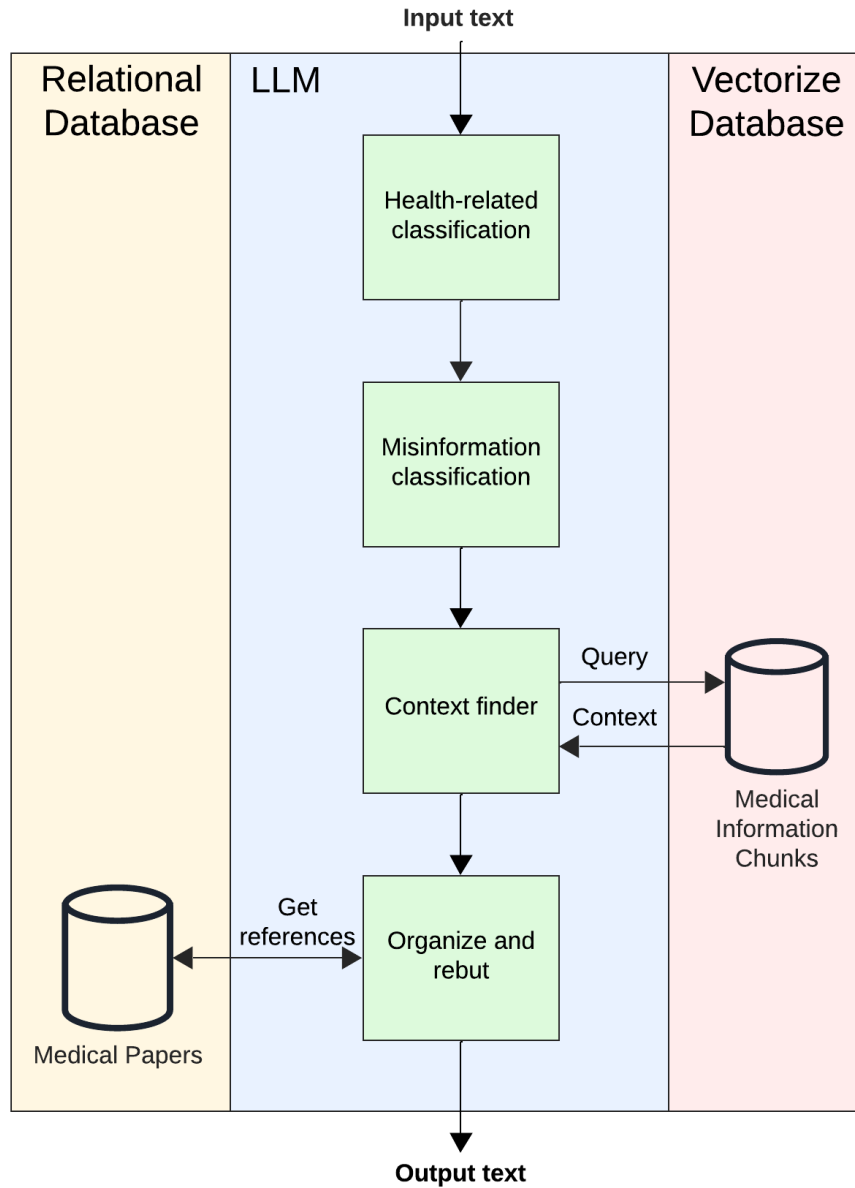 Input text
Relational
Database
LLM
Vectorize
Database
Health-related
classification
Misinformation
classification
Context finder
Query
Context
Medical
Information
Chunks
Get
references
Organize and
rebut
Medical Papers
Output text